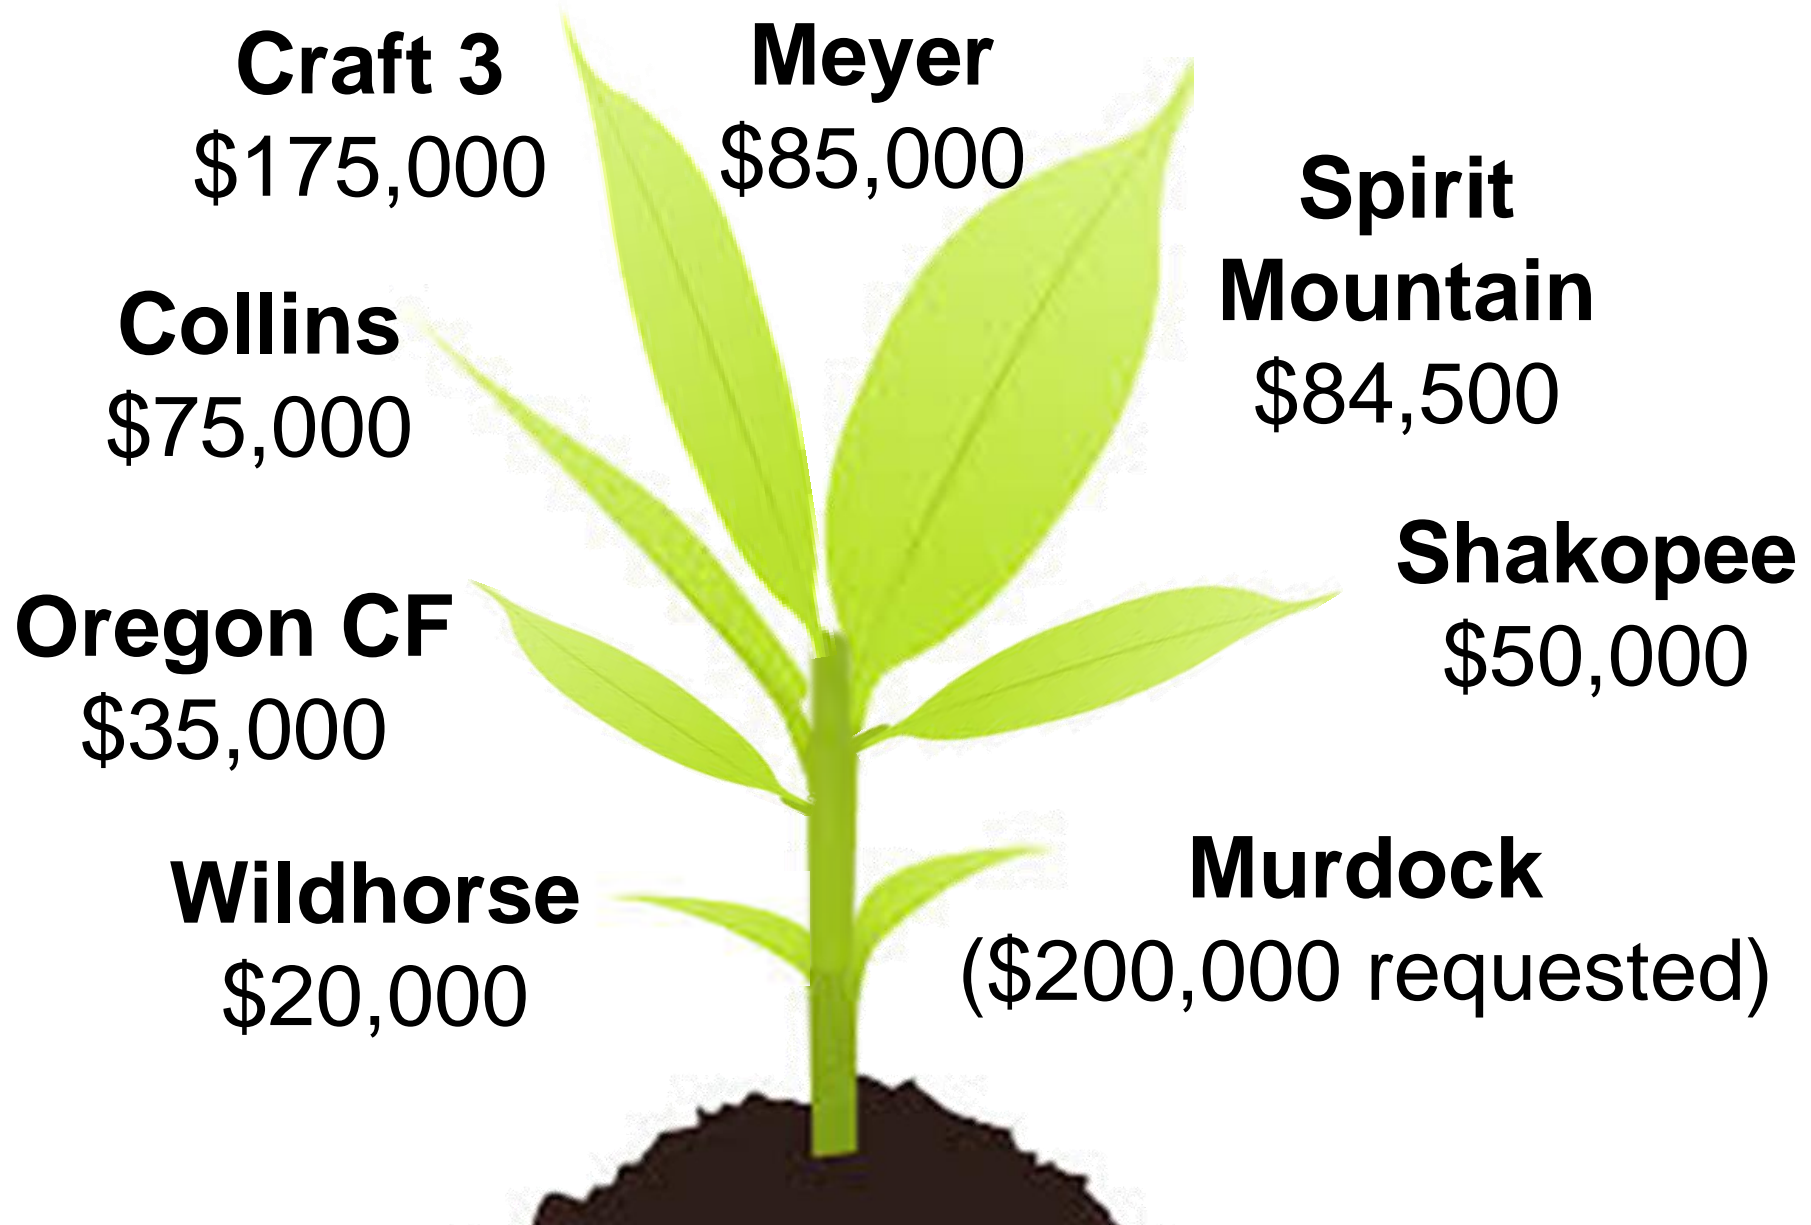 Craft 3
$175,000
Meyer
$85,000
Spirit
Mountain
$84,500
Collins
$75,000
Shakopee
$50,000
Oregon CF
$35,000
Wildhorse
$20,000
Murdock
($200,000 requested)